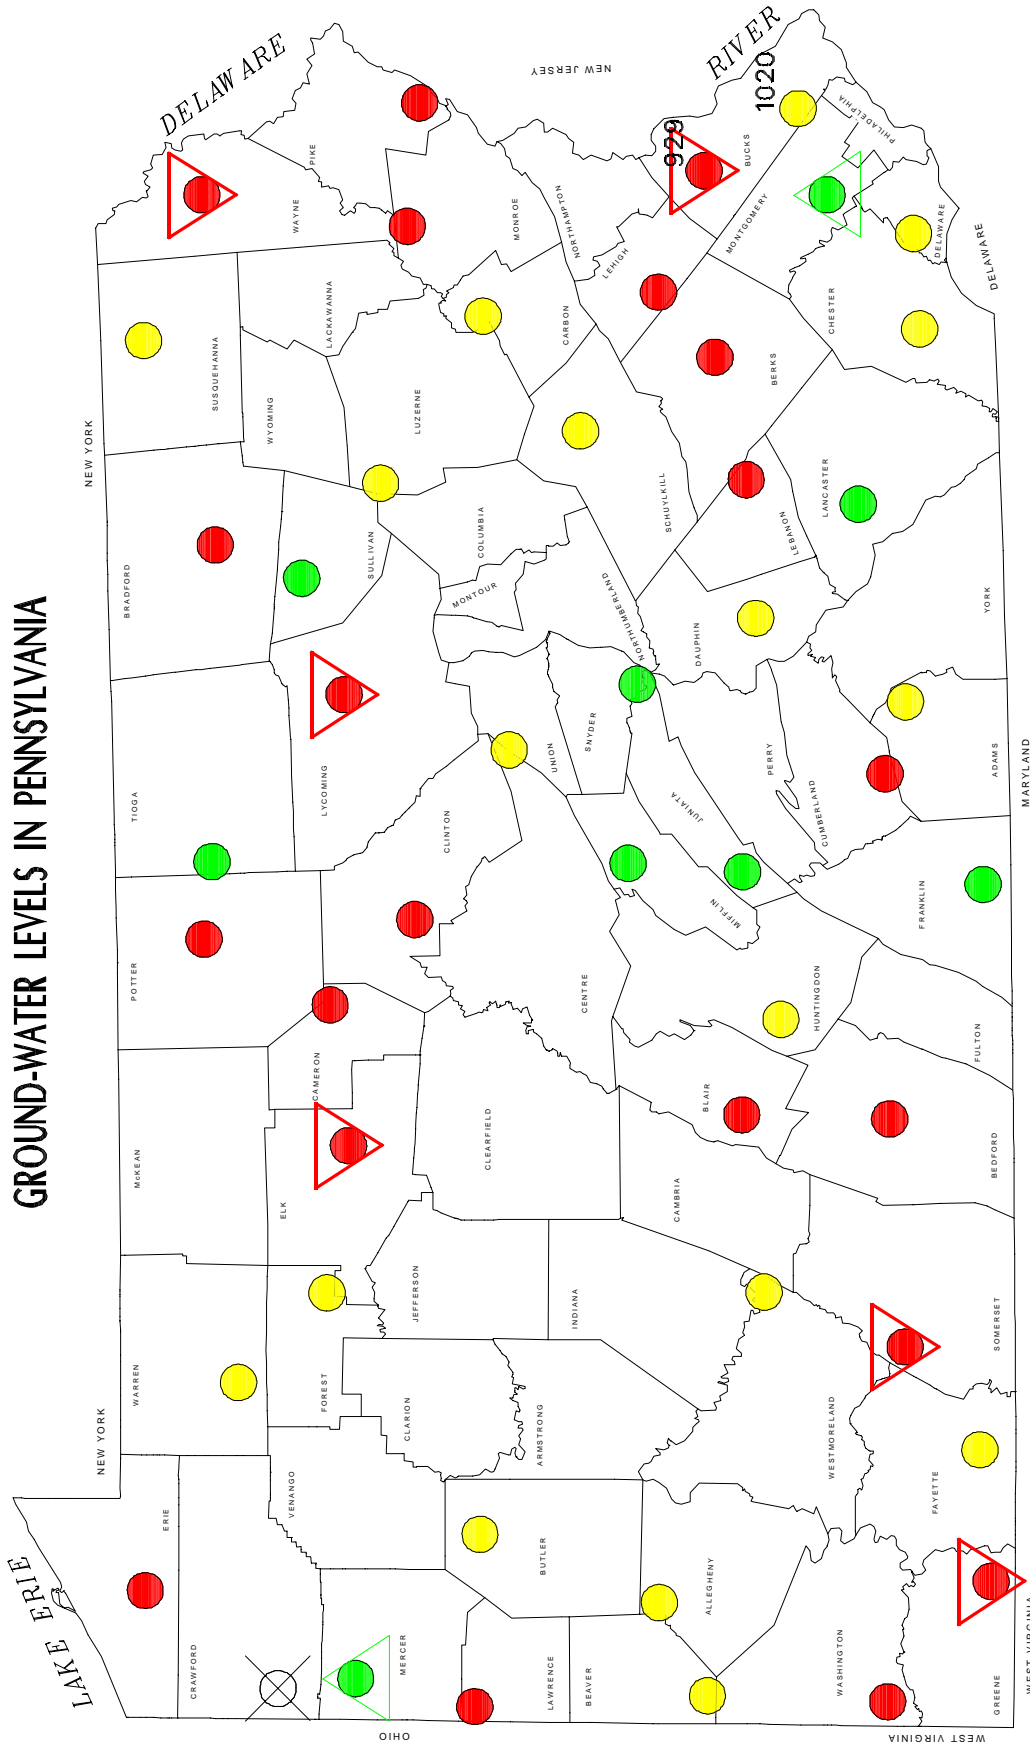 GROUND-WATER LEVELS IN PENNSYLVANIA
LAKE ERIE
NEW YORK
NEW YORK
DELAWARE
RIVER
NEW JERSEY
929
1020
ERIE
CRAWFORD
WARREN
McKEAN
POTTER
TIOGA
BRADFORD
SUSQUEHANNA
WAYNE
PIKE
WYOMING
LACKAWANNA
VENANGO
FOREST
ELK
CAMERON
LYCOMING
SULLIVAN
MERCER
CLARION
JEFFERSON
CLINTON
LUZERNE
COLUMBIA
MONTOUR
MONROE
CARBON
NORTHAMPTON
LEHIGH
LAWRENCE
BUTLER
ARMSTRONG
CLEARFIELD
CENTRE
UNION
SNYDER
NORTHUMBERLAND
SCHUYLKILL
BEAVER
INDIANA
ALLEGHENY
CAMBRIA
BLAIR
MIFFLIN
JUNIATA
DAUPHIN
LEBANON
BERKS
BUCKS
MONTGOMERY
PHILADELPHIA
WASHINGTON
WESTMORELAND
HUNTINGDON
PERRY
CUMBERLAND
LANCASTER
CHESTER
DELAWARE
GREENE
FAYETTE
SOMERSET
BEDFORD
FULTON
FRANKLIN
ADAMS
YORK
OHIO
WEST VIRGINIA
WEST VIRGINIA
MARYLAND
DELAWARE